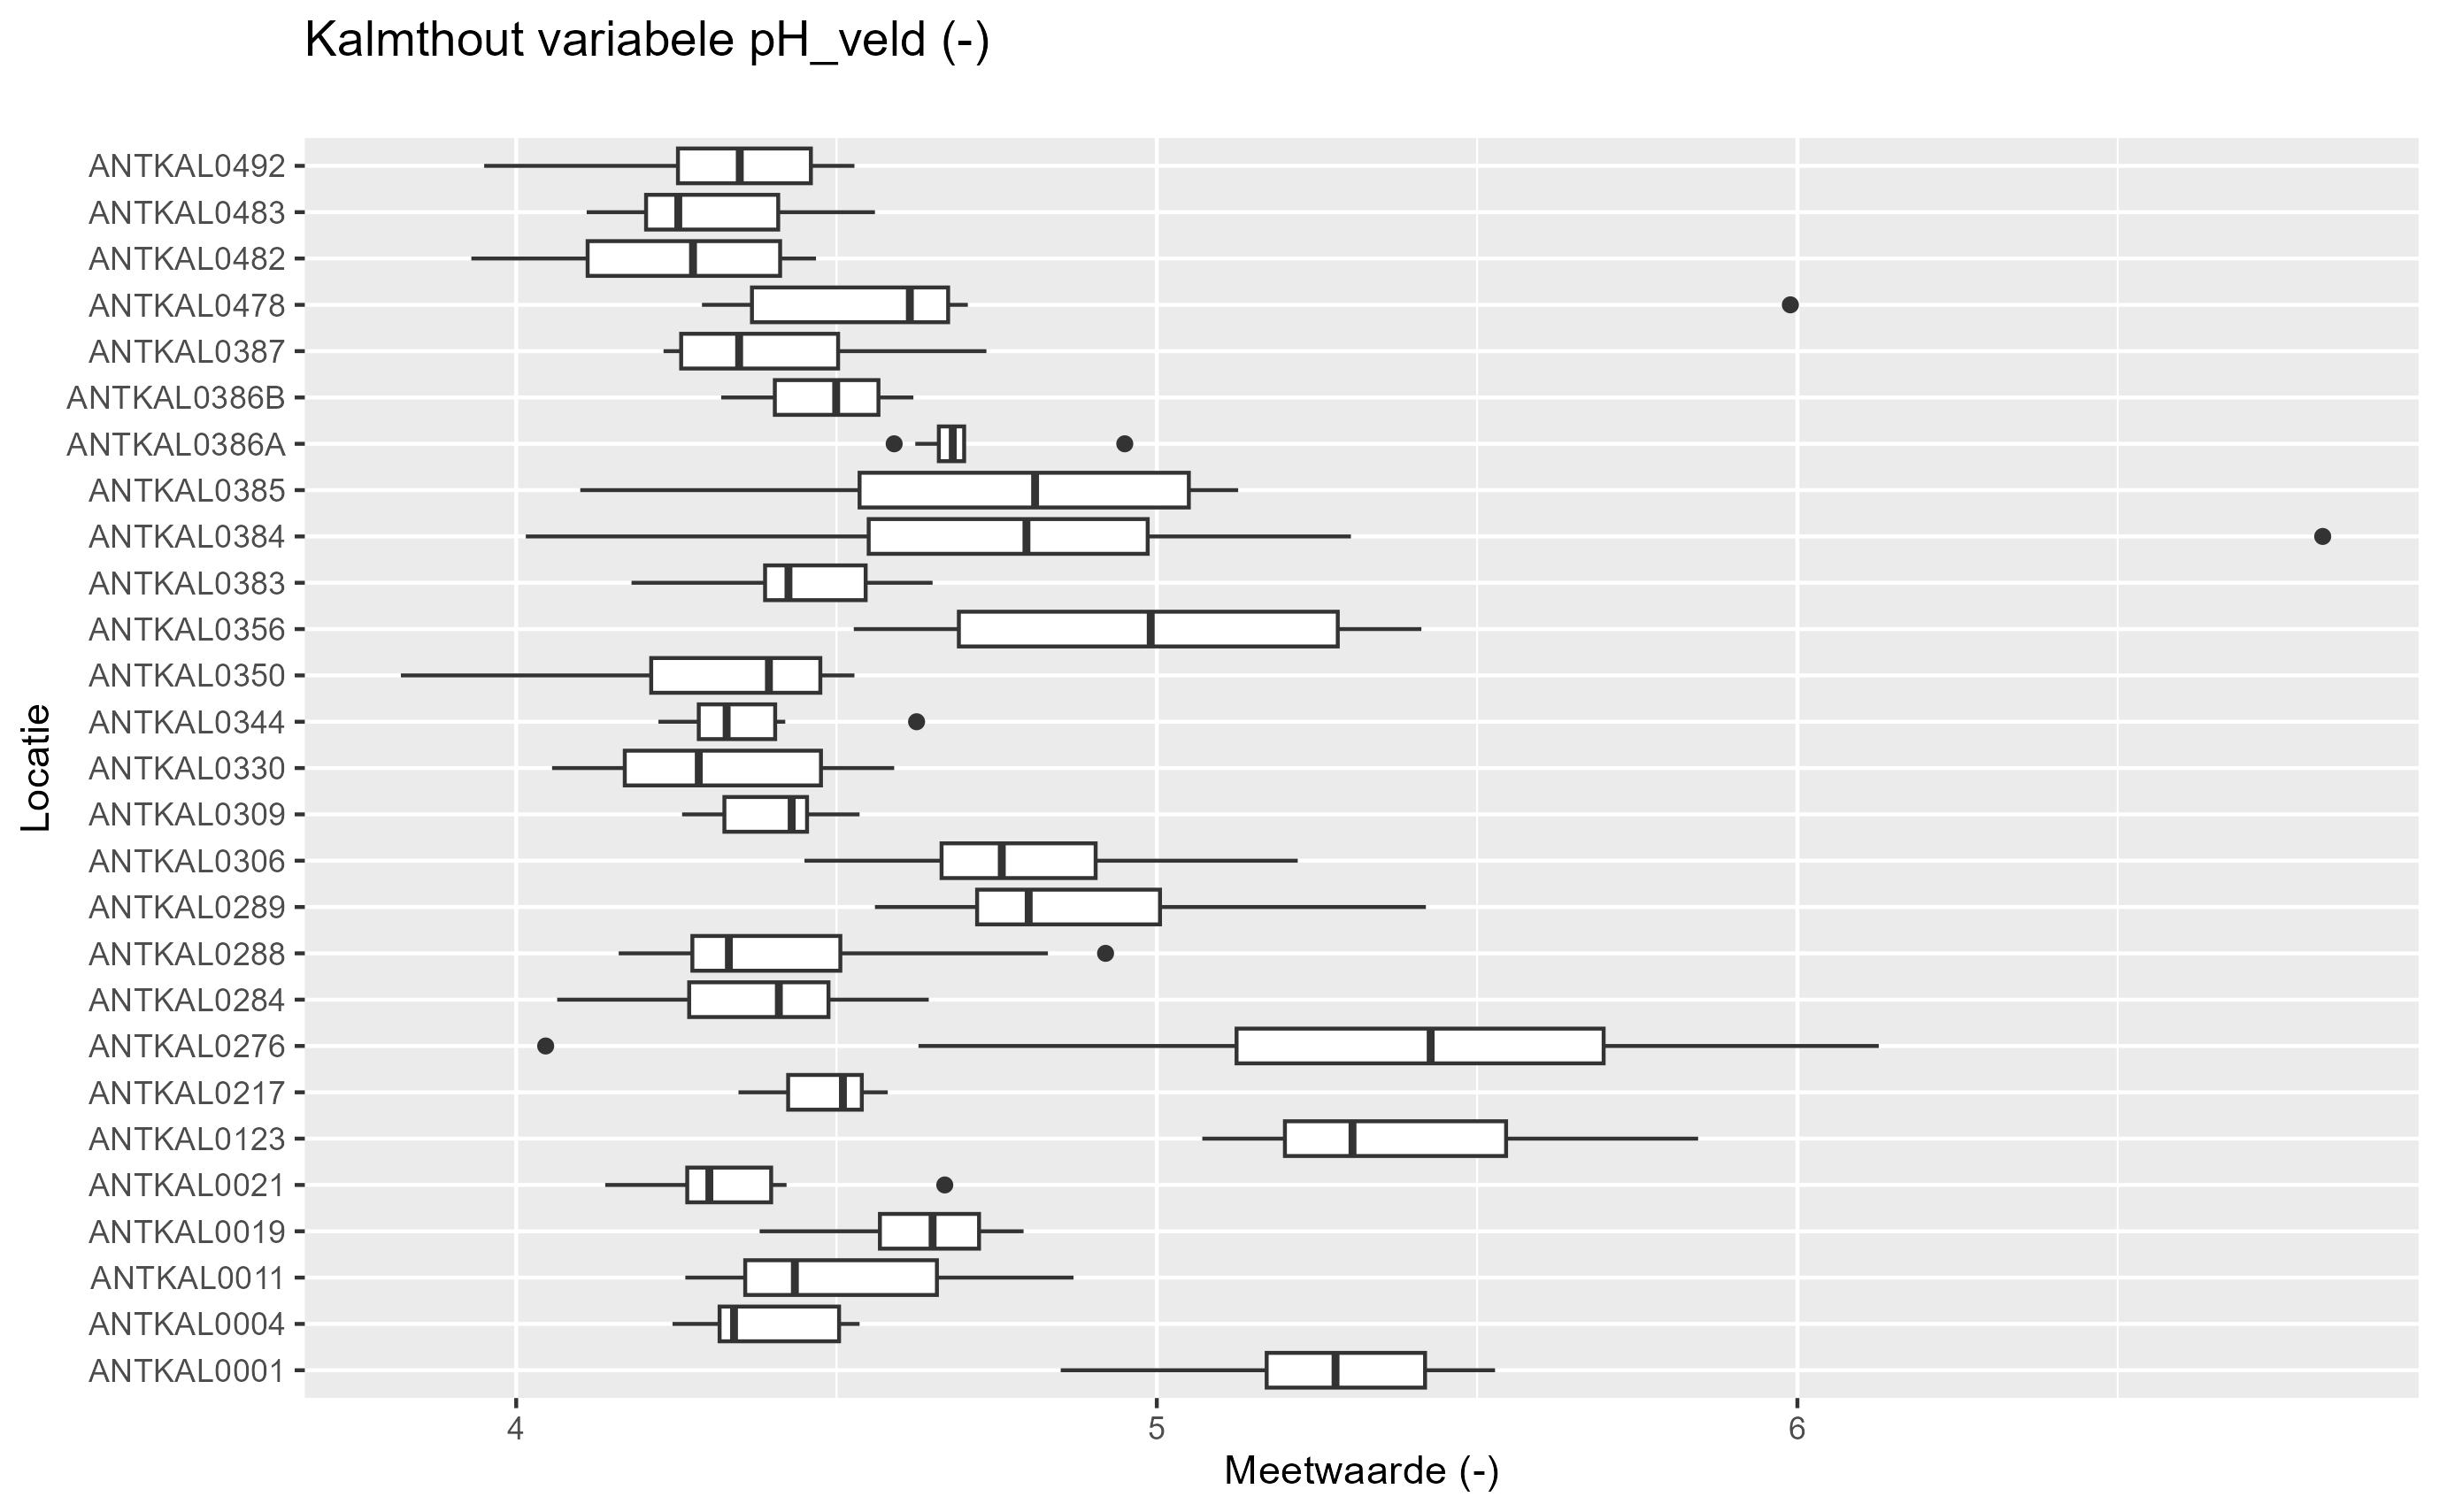 Kalmthout variabele pH_veld (-)
ANTKAL0492
ANTKAL0483
ANTKAL0482
ANTKAL0478
ANTKAL0387
ANTKAL0386B
ANTKAL0386A
ANTKAL0385
ANTKAL0384
ANTKAL0383
ANTKAL0356
ANTKAL0350
ANTKAL0344
ANTKAL0330
ANTKAL0309
ANTKAL0306
ANTKAL0289
ANTKAL0288
ANTKAL0284
ANTKAL0276
ANTKAL0217
ANTKAL0123
ANTKAL0021
ANTKAL0019
ANTKAL0011
ANTKAL0004
ANTKAL0001
Locatie
4 5 6
Meetwaarde (-)